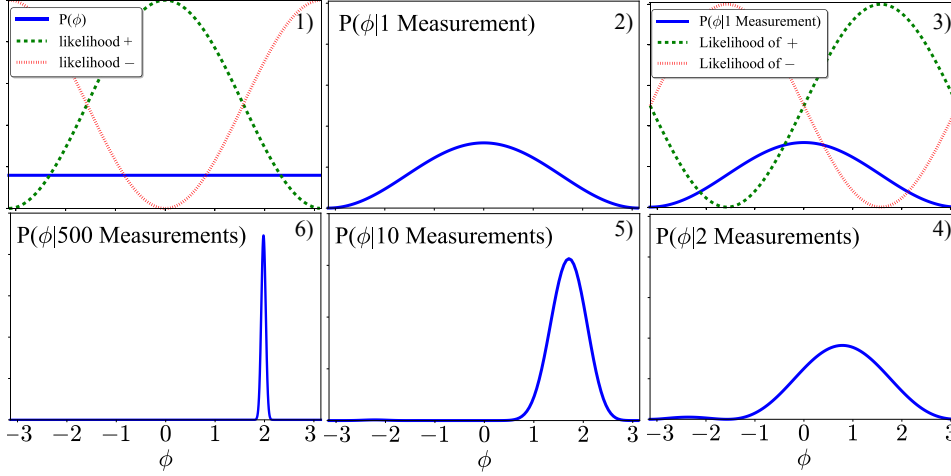 P(ϕ)
likelihood +
likelihood −
1)
P(ϕ|1 Measurement)
2)
P(ϕ|1 Measurement)
Likelihood of +
Likelihood of −
3)
P(ϕ|500 Measurements)
6)
P(ϕ|10 Measurements)
5)
P(ϕ|2 Measurements)
4)
−3 −2 −1 0 1 2 3
−3 −2 −1 0 1 2 3
−3 −2 −1 0 1 2 3
ϕ
ϕ
ϕ